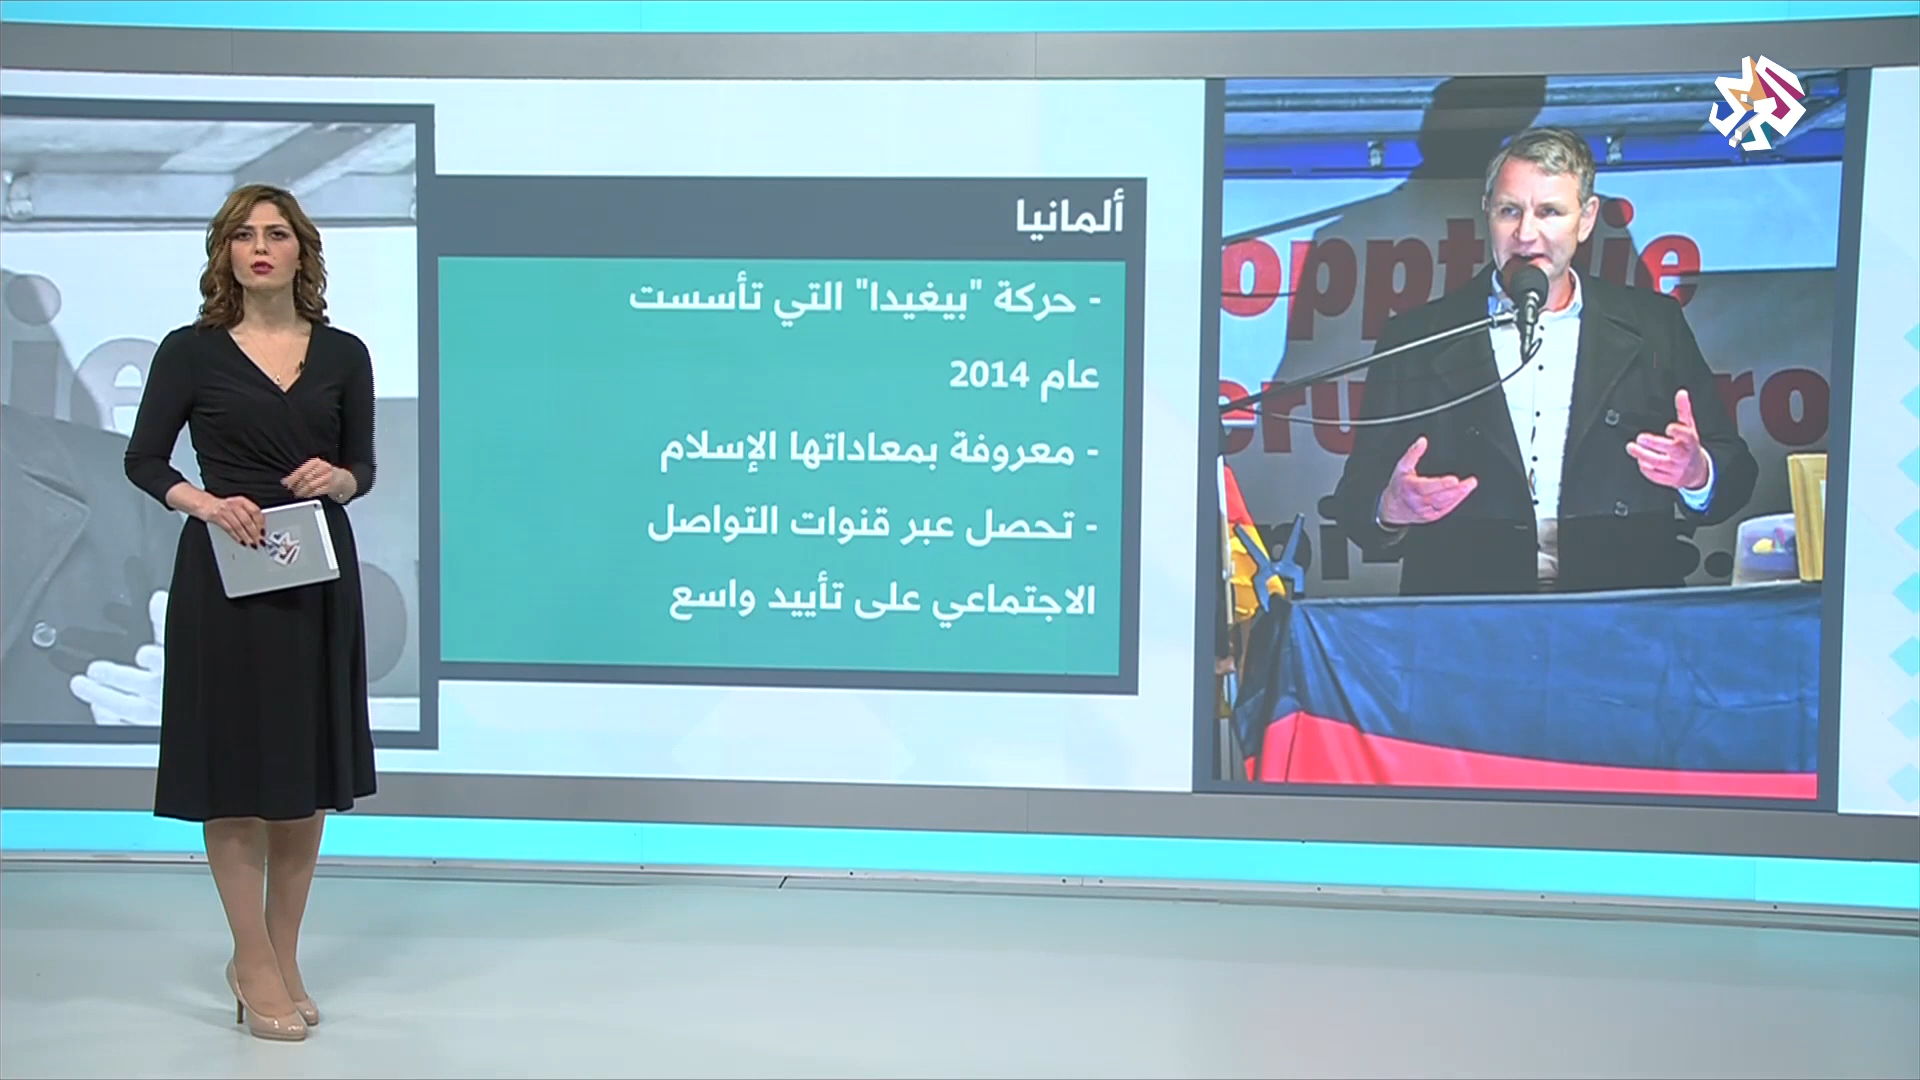 ألمانيا
- حركة "بيغيدا" التي تأسست
عام 2014
- معروفة بمعاداتها الإسلام
- تحصل عبر قنوات التواصل
الاجتماعي على تأييد واسع